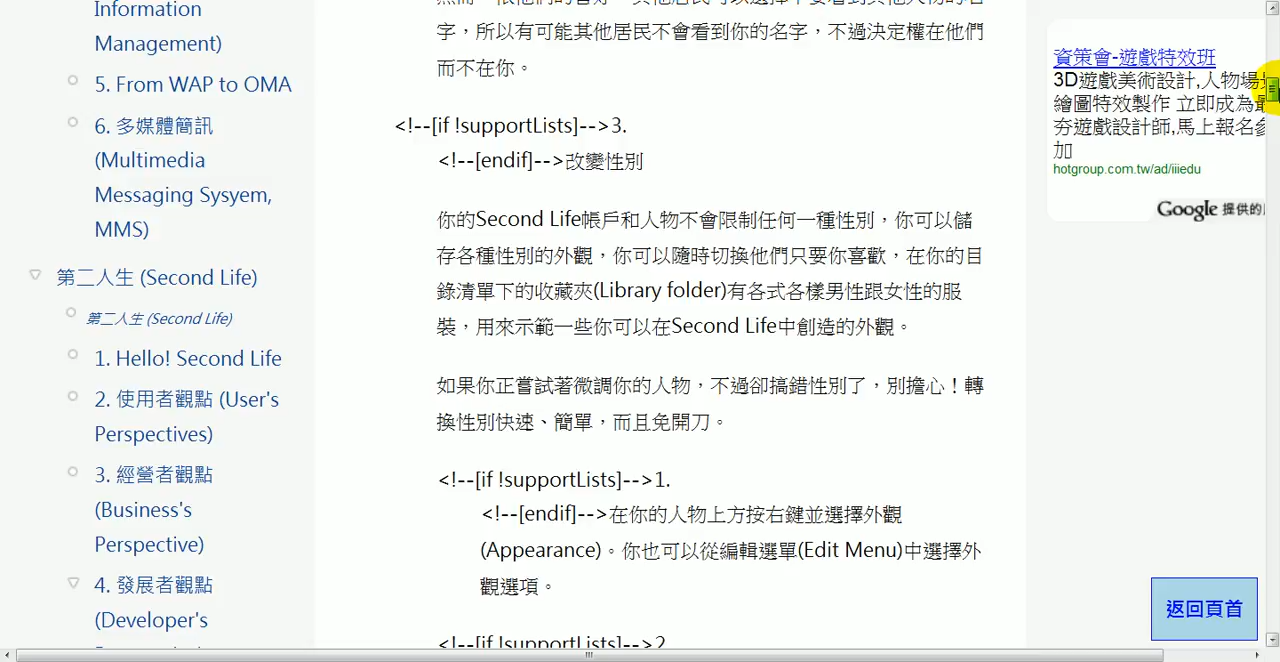 Information
Management)
5. From WAP to OMA
6. 多媒體簡訊
(Multimedia
Messaging Sysyem,
MMS)
第二人生 (Second Life)
第二人生 (Second Life)
1. Hello! Second Life
2. 使用者觀點 (User's
Perspectives)
3. 經營者觀點
(Business's
Perspective)
4. 發展者觀點
(Developer's
字，所以有可能其他居民不會看到你的名字，不過決定權在他們
而不在你。
<!--[if !supportLists]-->3.
<!--[endif]-->改變性別
你的Second Life帳戶和人物不會限制任何一種性別，你可以儲
存各種性別的外觀，你可以隨時切換他們只要你喜歡，在你的目
錄清單下的收藏夾(Library folder)有各式各樣男性跟女性的服
裝，用來示範一些你可以在Second Life中創造的外觀。
如果你正嘗試著微調你的人物，不過卻搞錯性別了，別擔心！轉
換性別快速、簡單，而且免開刀。
<!--[if !supportLists]-->1.
<!--[endif]-->在你的人物上方按右鍵並選擇外觀
(Appearance)。你也可以從編輯選單(Edit Menu)中選擇外
觀選項。
<!--[if !supportLists]-->2.
資策會-遊戲特效班
3D遊戲美術設計,人物場
繪圖特效製作 立即成為
夯遊戲設計師,馬上報名
加
hotgroup.com.tw/ad/iiiedu
Google 提供的
返回頁首